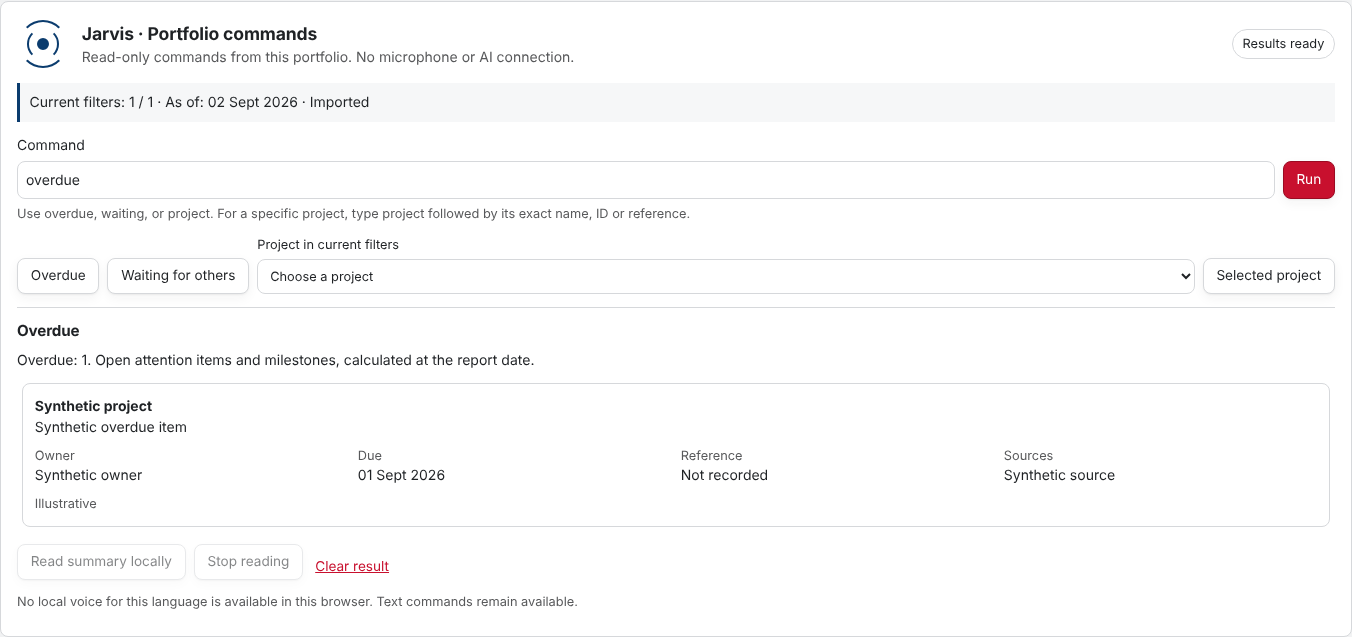 Jarvis · Portfolio commands
Read-only commands from this portfolio. No microphone or AI connection.
Results ready
Current filters: 1 / 1 · As of: 02 Sept 2026 · Imported
Command
overdue
Run
Use overdue, waiting, or project. For a specific project, type project followed by its exact name, ID or reference.
Project in current filters
Overdue
Waiting for others
Choose a project
Selected project
Overdue
Overdue: 1. Open attention items and milestones, calculated at the report date.
Synthetic project
Synthetic overdue item
Owner
Synthetic owner
Due
01 Sept 2026
Reference
Not recorded
Sources
Synthetic source
Illustrative
Read summary locally
Stop reading
Clear result
No local voice for this language is available in this browser. Text commands remain available.